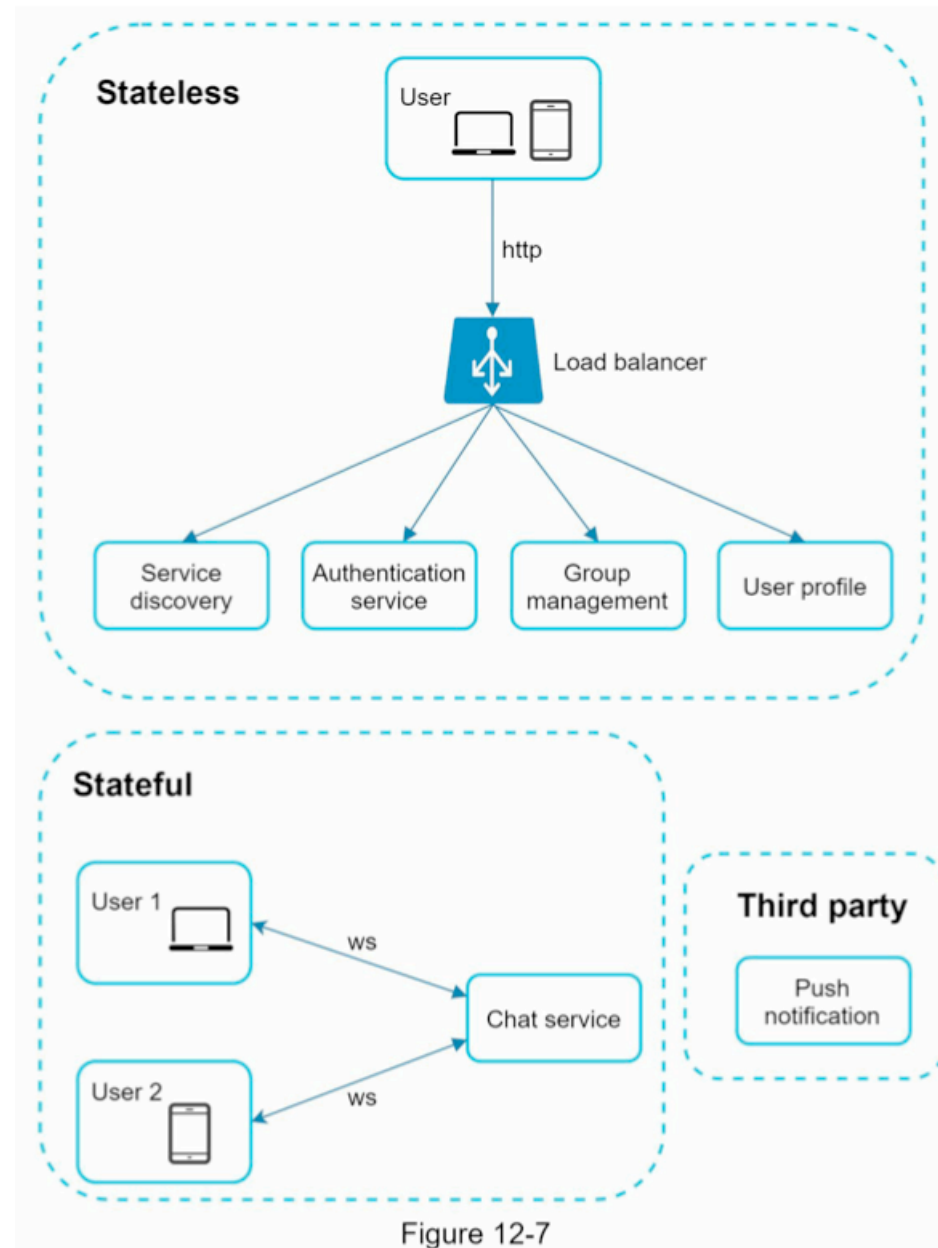 Stateless
User
http
Load balancer
Service
discovery
Authentication
service
Group
management
User profile
Stateful
User 1
ws
Chat service
User 2
ws
Third party
Push
notification
Figure 12-7